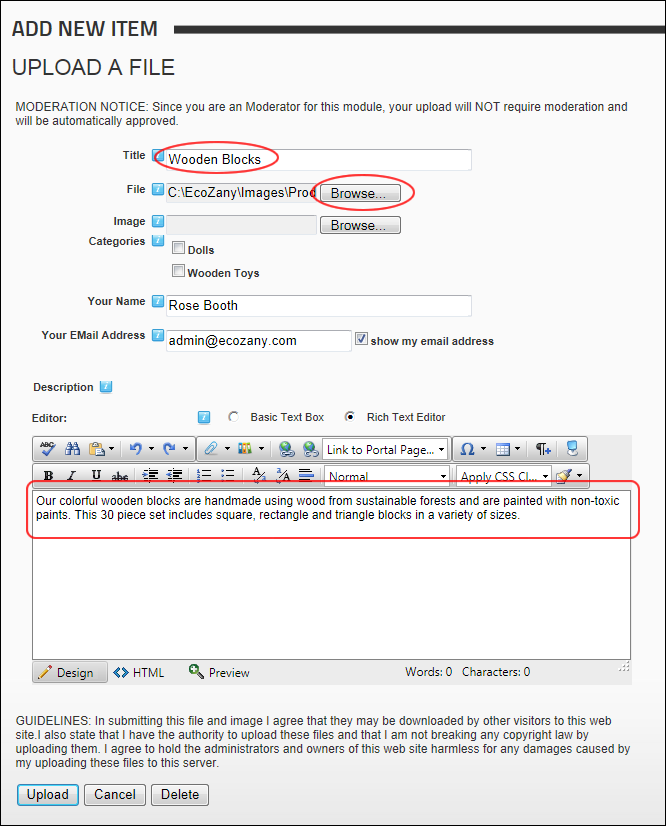 ADD NEW ITEM
UPLOAD A FILE
MODERATION NOTICE: Since you are an Moderator for this module, your upload will NOT require moderation and
will be automatically approved.
Title Wooden Blocks
File C:\EcoZany\Images\Prod Browse...
Image Browse...
Categories
Dolls
Wooden Toys
Your Name Rose Booth
Your EMail Address admin@ecozany.com show my email address
Description
Editor: Basic Text Box Rich Text Editor
ABC Link to Portal Page...
B I U abc Normal Apply CSS Cl...
Our colorful wooden blocks are handmade using wood from sustainable forests and are painted with non-toxic
paints. This 30 piece set includes square, rectangle and triangle blocks in a variety of sizes.
Design HTML Preview Words: 0 Characters: 0
GUIDELINES: In submitting this file and image I agree that they may be downloaded by other visitors to this web
site.I also state that I have the authority to upload these files and that I am not breaking any copyright law by
uploading them. I agree to hold the administrators and owners of this web site harmless for any damages caused by
my uploading these files to this server.
Upload Cancel Delete